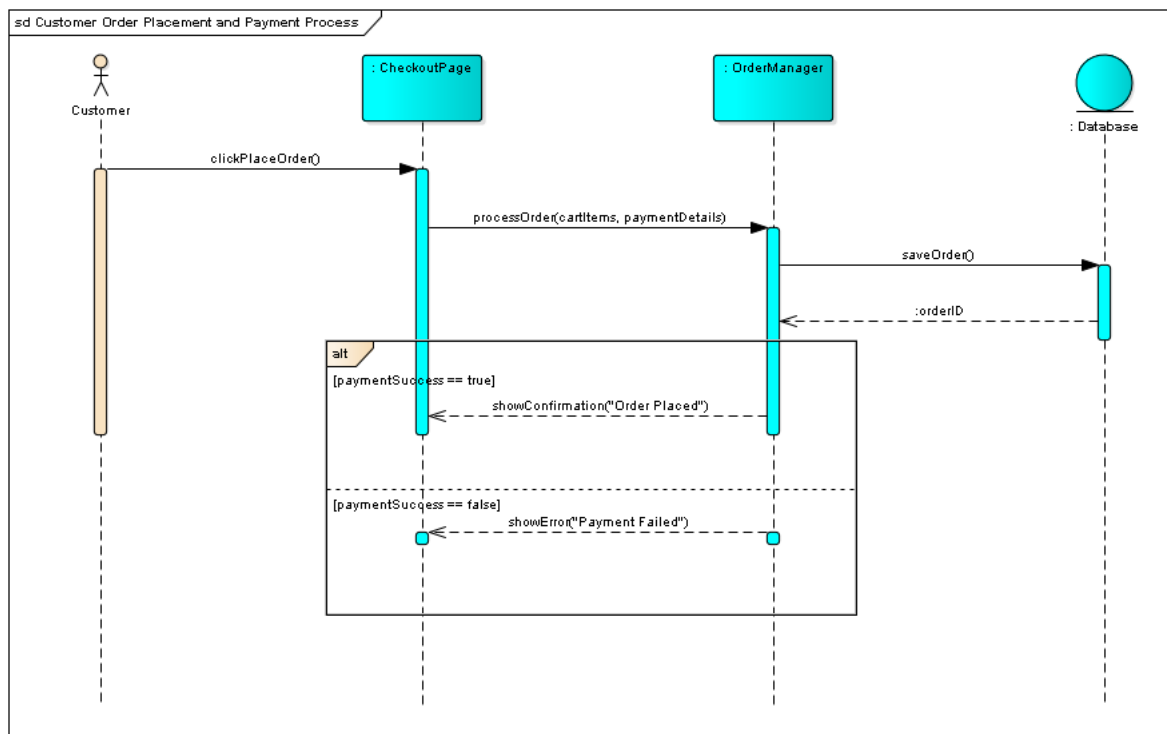 sd Customer Order Placement and Payment Process
: CheckoutPage
: OrderManager
Customer
: Database
clickPlaceOrder()
processOrder(cartItems, paymentDetails)
saveOrder()
:orderID
alt
[paymentSuccess == true]
showConfirmation("Order Placed")
[paymentSuccess == false]
showError("Payment Failed")